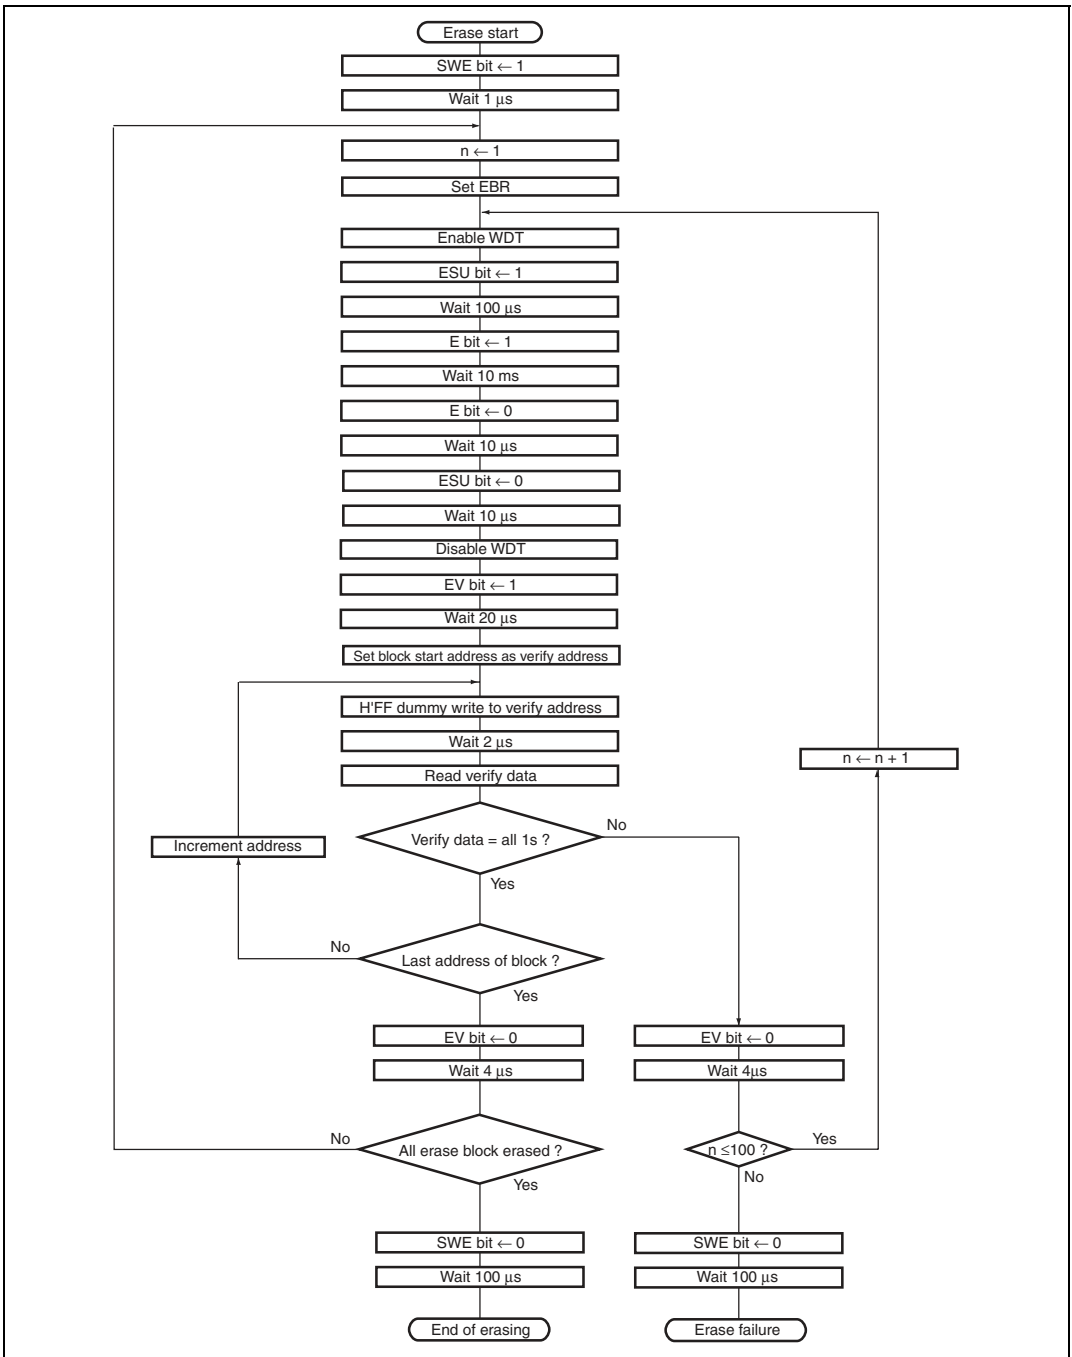 Erase start
SWE bit ← 1
Wait 1 μs
n ← 1
Set EBR
Enable WDT
ESU bit ← 1
Wait 100 μs
E bit ← 1
Wait 10 ms
E bit ← 0
Wait 10 μs
ESU bit ← 0
Wait 10 μs
Disable WDT
EV bit ← 1
Wait 20 μs
Set block start address as verify address
H'FF dummy write to verify address
Wait 2 μs
n ← n + 1
Read verify data
No
Verify data = all 1s ?
Increment address
Yes
No
Last address of block ?
Yes
EV bit ← 0
EV bit ← 0
Wait 4 μs
Wait 4μs
No
All erase block erased ?
Yes
n ≤100 ?
Yes
No
SWE bit ← 0
SWE bit ← 0
Wait 100 μs
Wait 100 μs
End of erasing
Erase failure